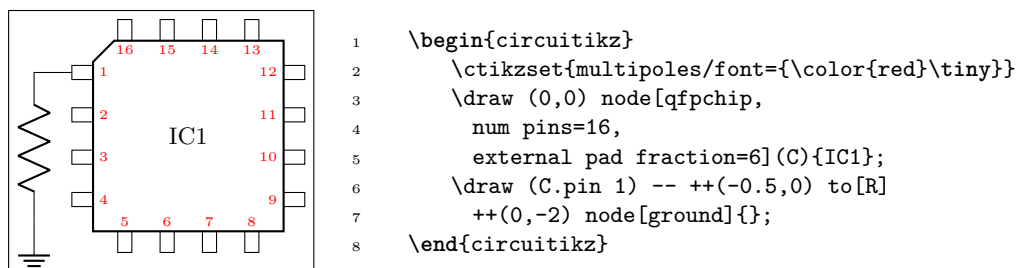 16 15 14 13
1 12
2 11
IC1
3 10
4 9
5 6 7 8
1 \begin{circuitikz}
2 \ctikzset{multipoles/font={\color{red}\tiny}}
3 \draw (0,0) node[qfpchip,
4 num pins=16,
5 external pad fraction=6](C){IC1};
6 \draw (C.pin 1) -- ++(-0.5,0) to[R]
7 ++(0,-2) node[ground]{};
8 \end{circuitikz}